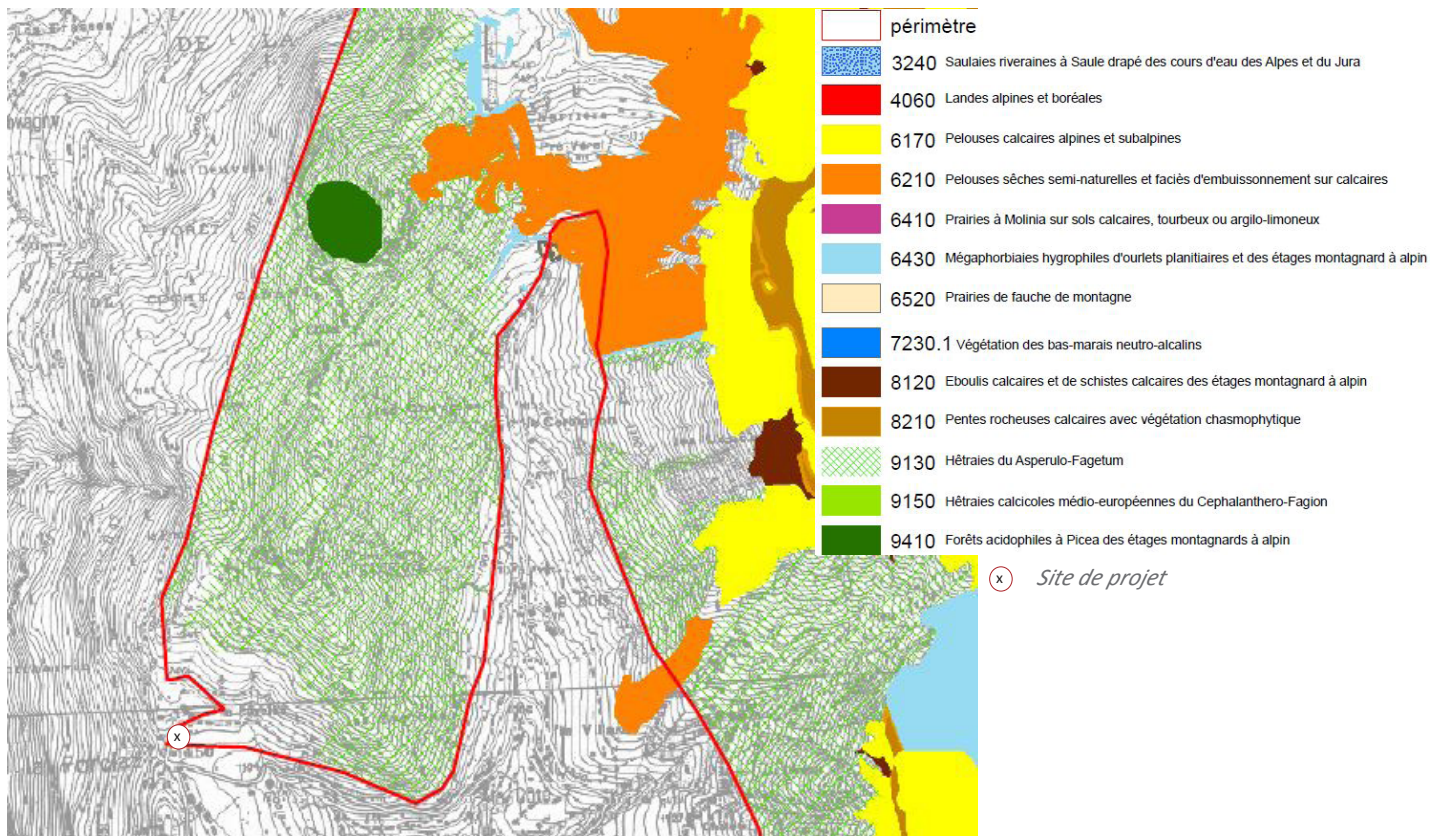 périmètre
3240 Saulaies riveraines à Saule drapé des cours d'eau des Alpes et du Jura
4060 Landes alpines et boréales
6170 Pelouses calcaires alpines et subalpines
6210 Pelouses sêches semi-naturelles et faciès d'embuissonnement sur calcaires
6410 Prairies à Molinia sur sols calcaires, tourbeux ou argilo-limoneux
6430 Mégaphorbiaies hygrophiles d'ourlets planitiaires et des étages montagnard à alpin
6520 Prairies de fauche de montagne
7230.1 Végétation des bas-marais neutro-alcalins
8120 Eboulis calcaires et de schistes calcaires des étages montagnard à alpin
8210 Pentes rocheuses calcaires avec végétation chasmophytique
9130 Hêtraies du Asperulo-Fagetum
9150 Hêtraies calcicoles médio-européennes du Cephalanthero-Fagion
9410 Forêts acidophiles à Picea des étages montagnards à alpin
x Site de projet
DE LA
x